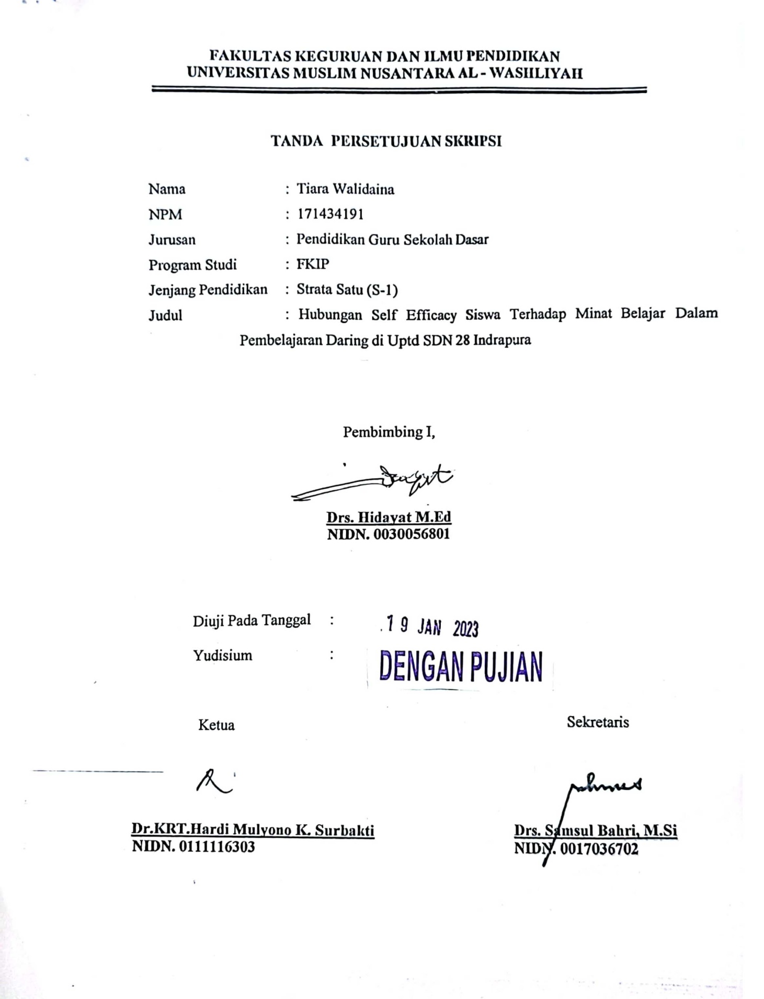 FAKULTAS KEGURUAN DAN ILMU PENDIDIKAN
UNIVERSITAS MUSLIM NUSANTARA AL - WASHLIYAH
TANDA PERSETUJUAN SKRIPSI
Nama : Tiara Walidaina
NPM : 171434191
Jurusan : Pendidikan Guru Sekolah Dasar
Program Studi : FKIP
Jenjang Pendidikan : Strata Satu (S-1)
Judul : Hubungan Self Efficacy Siswa Terhadap Minat Belajar Dalam
Pembelajaran Daring di Uptd SDN 28 Indrapura
Pembimbing I,
Drs. Hidayat M.Ed
NIDN. 0030056801
Diuji Pada Tanggal : 19 JAN 2023
Yudisium : DENGAN PUJIAN
Ketua Sekretaris
Dr.KRT.Hardi Mulyono K. Surbakti Drs. Samsul Bahri, M.Si
NIDN. 0111116303 NIDN. 0017036702